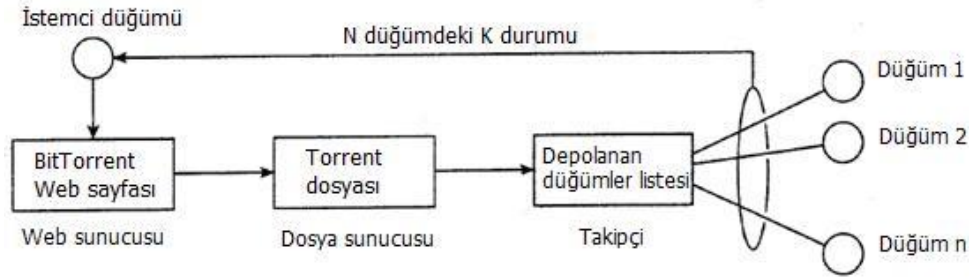 İstemci düğümü
N düğümdeki K durumu
Düğüm 1
Düğüm 2
BitTorrent
Web sayfası
Torrent
dosyası
Depolanan
düğümler listesi
Web sunucusu
Dosya sunucusu
Takipçi
Düğüm n